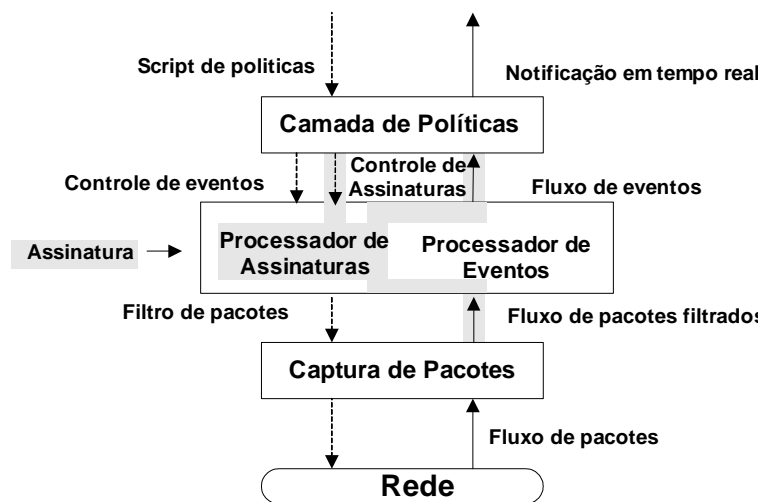 Script de politicas
Notificação em tempo real
Camada de Políticas
Controle de eventos
Controle de
Assinaturas
Fluxo de eventos
Assinatura
Processador de
Assinaturas
Processador de
Eventos
Filtro de pacotes
Fluxo de pacotes filtrados
Captura de Pacotes
Fluxo de pacotes
Rede